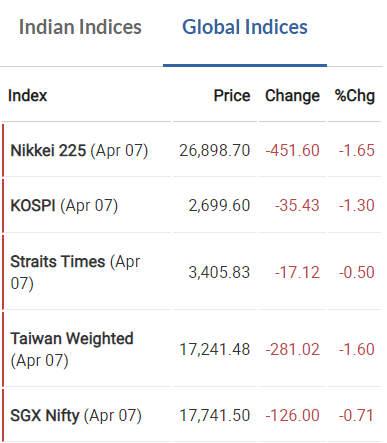 Indian Indices Global Indices
Index Price Change %Chg
Nikkei 225 (Apr 07) 26,898.70 -451.60 -1.65
KOSPI (Apr 07) 2,699.60 -35.43 -1.30
Straits Times (Apr
07) 3,405.83 -17.12 -0.50
Taiwan Weighted
(Apr 07) 17,241.48 -281.02 -1.60
SGX Nifty (Apr 07) 17,741.50 -126.00 -0.71